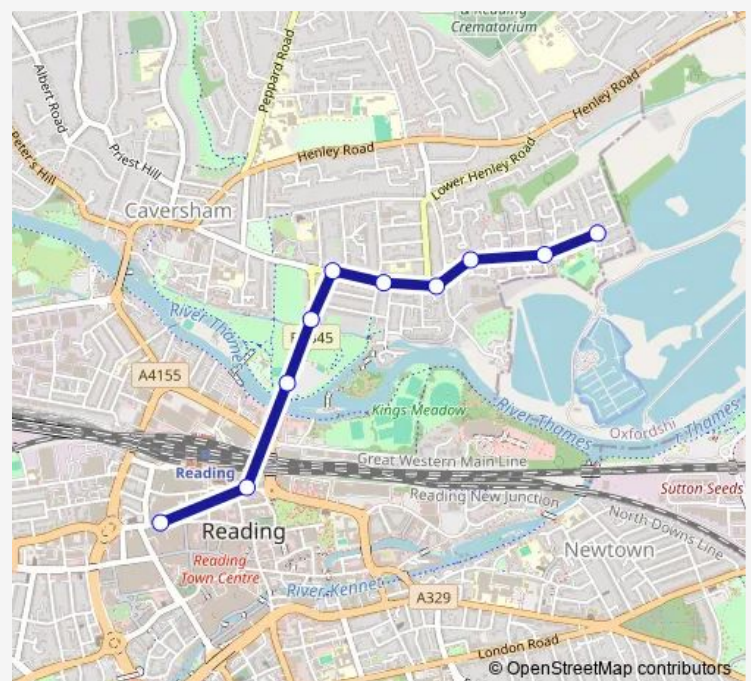 & Reading
Crematorium
Peppard Road
Albert Road
Henley Road
Priest Hill
Henley Road
Peter's Hill
Lower Henley Road
Caversham
River Thames
A4155
Kings Meadow
River Thames
Oxfordshi
Thames
Great Western Main Line
Reading
Sutton Seeds
Reading New Junction
North Downs Line
Reading
Newtown
Reading
Town Centre
River Kennet
A329
London Road
© OpenStreetMap contributors